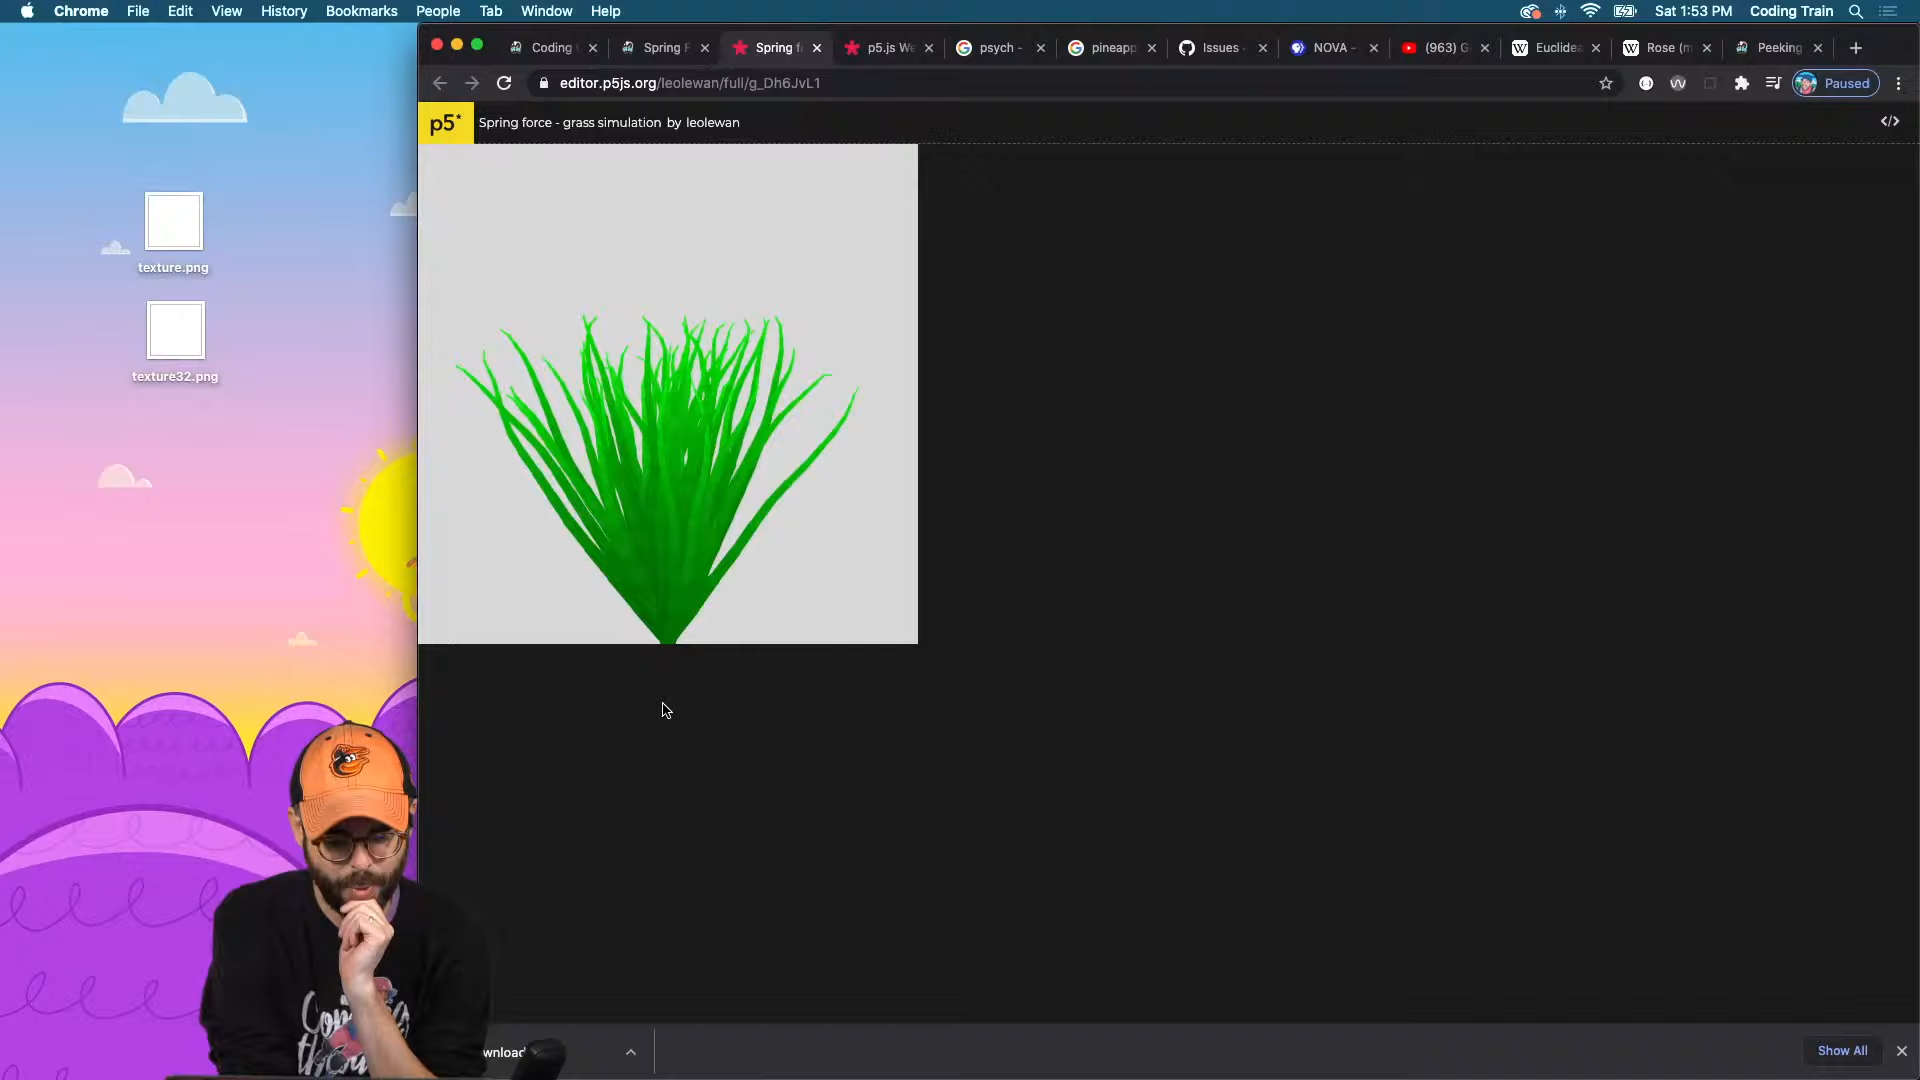 Chrome File Edit View History Bookmarks People Tab Window Help
Sat 1:53 PM Coding Train
Coding
Spring F
Spring f
p5.js We
psych -
pineapp
Issues
NOVA -
(963) G
Euclidea
Rose (m
Peeking
editor.p5js.org/leolewan/full/g_Dh6JvL1
Paused
p5* Spring force - grass simulation by leolewan
</>
texture.png
texture32.png
wnload
Show All